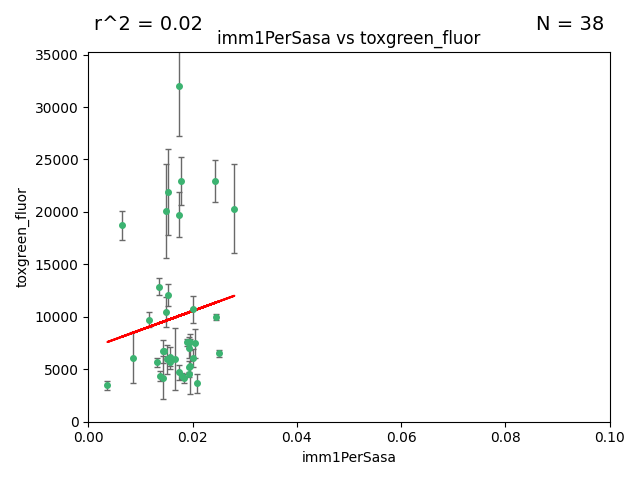 r^2 = 0.02
N = 38
imm1PerSasa vs toxgreen_fluor
35000
30000
25000
20000
15000
10000
5000
0
toxgreen_fluor
0.00 0.02 0.04 0.06 0.08 0.10
imm1PerSasa